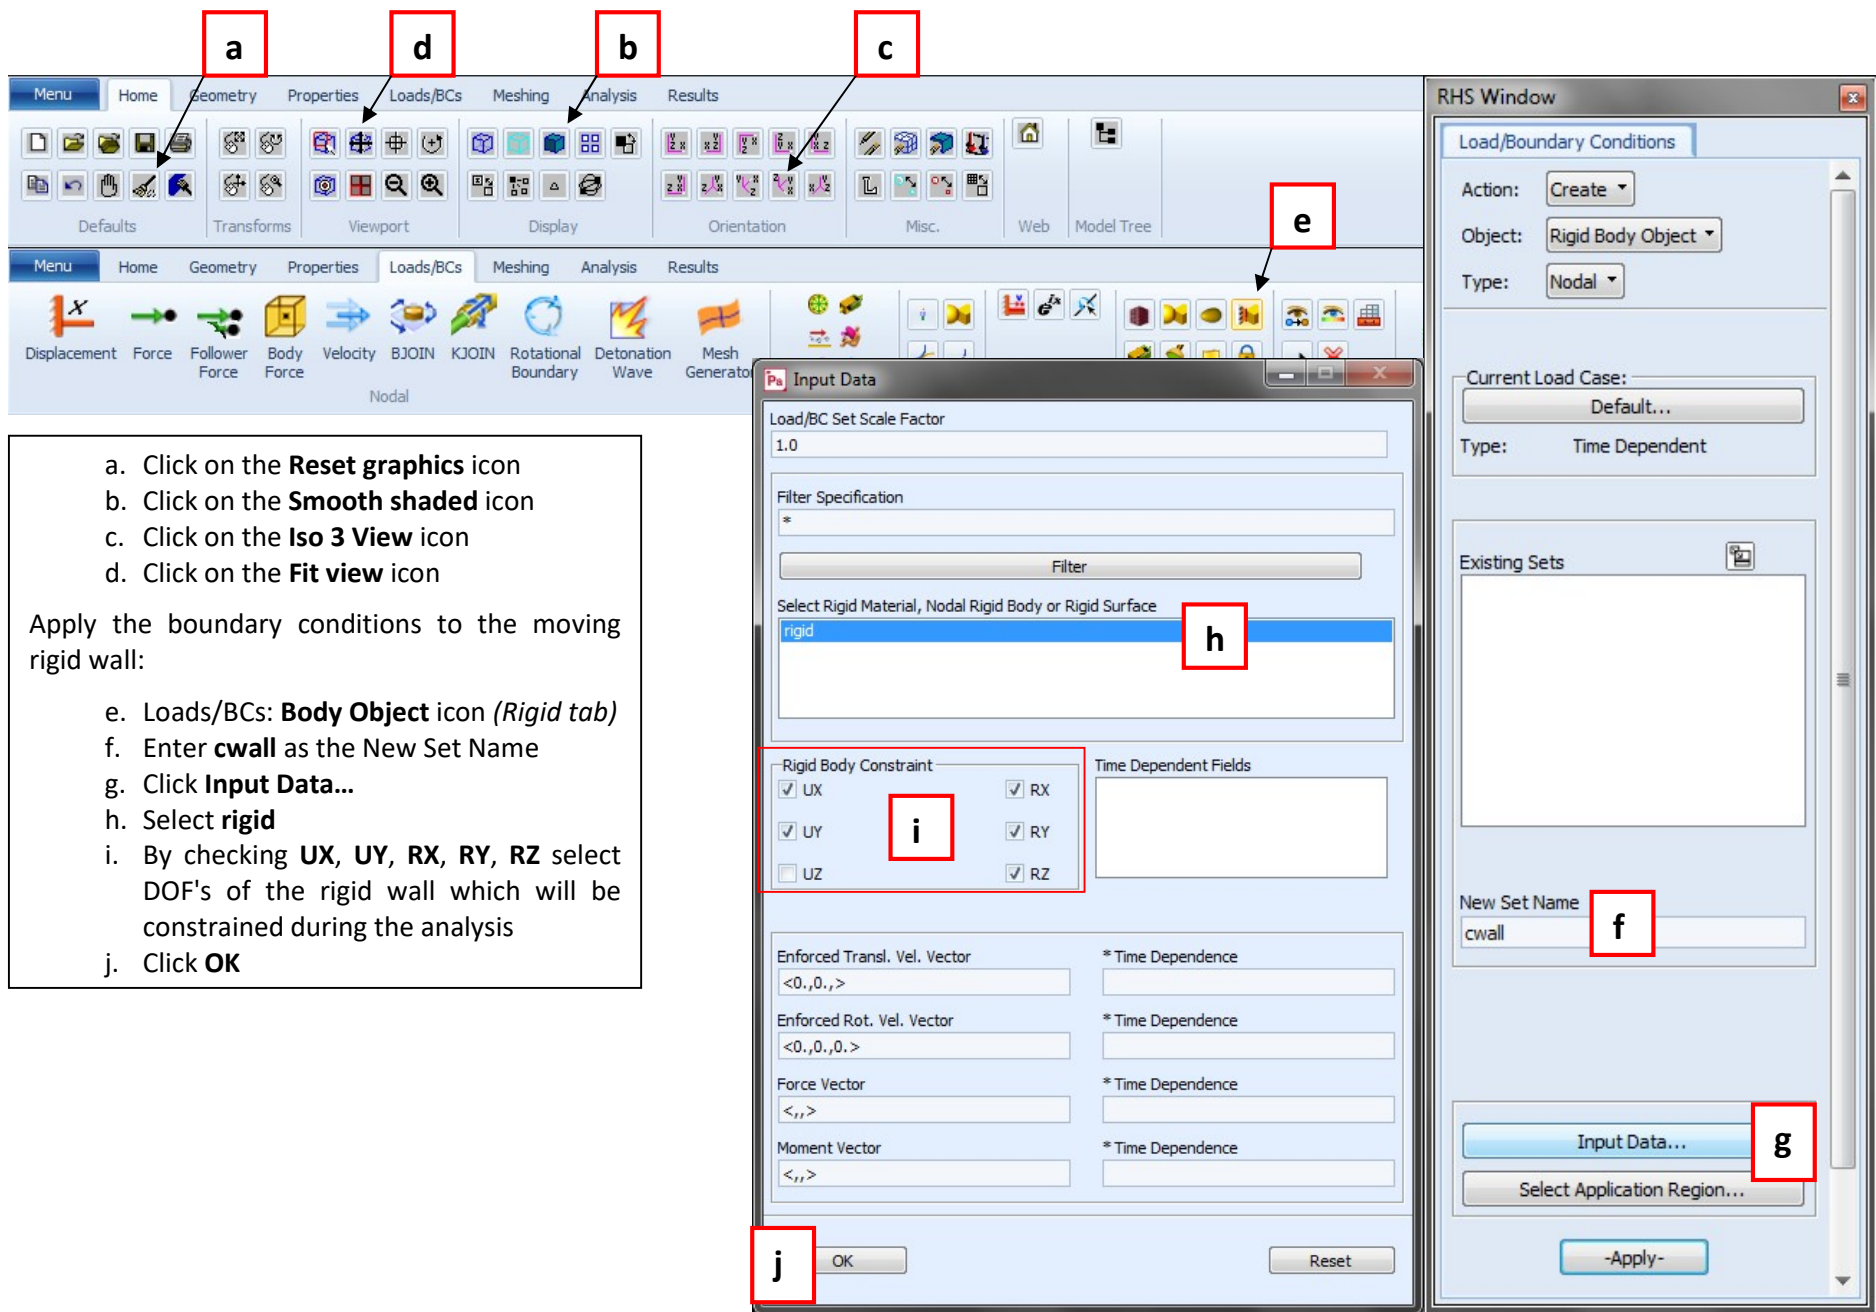 a
d
b
c
Menu Home Geometry Properties Loads/BCs Meshing Analysis Results
Defaults Transforms Viewport Display Orientation Misc. Web Model Tree
e
Menu Home Geometry Properties Loads/BCs Meshing Analysis Results
Displacement Force Follower Force Body Force Velocity BJOIN KJOIN Rotational Boundary Detonation Wave Mesh Generator
Nodal
a. Click on the Reset graphics icon
b. Click on the Smooth shaded icon
c. Click on the Iso 3 View icon
d. Click on the Fit view icon
Apply the boundary conditions to the moving
rigid wall:
e. Loads/BCs: Body Object icon (Rigid tab)
f. Enter cwall as the New Set Name
g. Click Input Data...
h. Select rigid
i. By checking UX, UY, RX, RY, RZ select
DOF's of the rigid wall which will be
constrained during the analysis
j. Click OK
Pa Input Data
Load/BC Set Scale Factor
1.0
Filter Specification
*
Filter
Select Rigid Material, Nodal Rigid Body or Rigid Surface
rigid
h
Rigid Body Constraint
UX RX
UY RY
UZ RZ
i
Time Dependent Fields
Enforced Transl. Vel. Vector * Time Dependence
<0.,0.,>
Enforced Rot. Vel. Vector * Time Dependence
<0.,0.,0.>
Force Vector * Time Dependence
<,,>
Moment Vector * Time Dependence
<,,>
j
OK Reset
RHS Window
Load/Boundary Conditions
Action: Create
Object: Rigid Body Object
Type: Nodal
Current Load Case:
Default...
Type: Time Dependent
Existing Sets
New Set Name
cwall
f
Input Data...
g
Select Application Region...
-Apply-